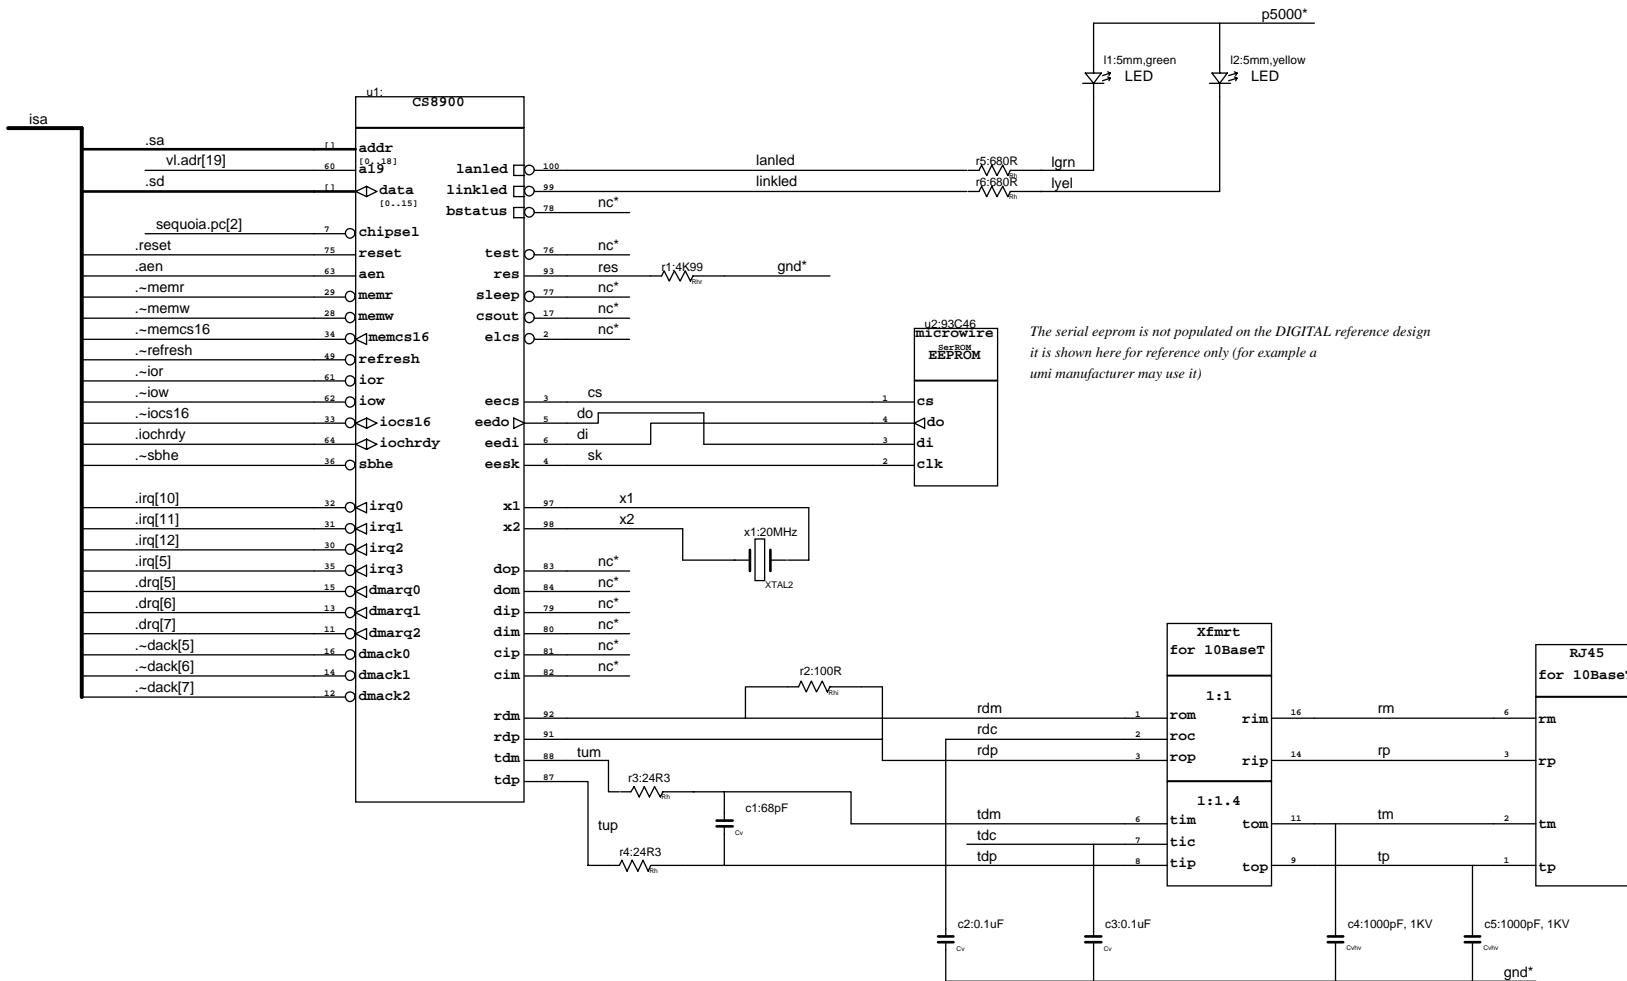 p5000*
l1:5mm,green
LED
l2:5mm,yellow
LED
isa
u1:
CS8900
.sa
[]
addr
[0..18]
vl.adr[19]
60
a19
.sd
[]
data
[0..15]
sequoia.pc[2]
7
chipsel
.reset
75
reset
.aen
63
aen
.~memr
29
memr
.~memw
28
memw
.~memcs16
34
memcs16
.~refresh
49
refresh
.~ior
61
ior
.~iow
62
iow
.~iocs16
33
iocs16
.iochrdy
64
iochrdy
.~sbhe
36
sbhe
.irq[10]
32
irq0
.irq[11]
31
irq1
.irq[12]
30
irq2
.irq[5]
35
irq3
.drq[5]
15
dmarq0
.drq[6]
13
dmarq1
.drq[7]
11
dmarq2
.~dack[5]
16
dmack0
.~dack[6]
14
dmack1
.~dack[7]
12
dmack2
lanled
100
lanled
r5:680R
Rh
lgrn
linkled
99
linkled
r6:680R
Rh
lyel
bstatus
78
nc*
test
76
nc*
res
93
res
r1:4K99
Rhr
gnd*
sleep
77
nc*
csout
17
nc*
elcs
2
nc*
u2:93C46
microwire
SerROM
EEPROM
The serial eeprom is not populated on the DIGITAL reference design
it is shown here for reference only (for example a
umi manufacturer may use it)
eecs
3
cs
1
cs
eedo
5
do
4
do
eedi
6
di
3
di
eesk
4
sk
2
clk
x1
97
x1
x2
98
x2
x1:20MHz
XTAL2
dop
83
nc*
dom
84
nc*
dip
79
nc*
dim
80
nc*
cip
81
nc*
cim
82
nc*
r2:100R
Rhi
Xfmrt
for 10BaseT
1:1
RJ45
for 10BaseT
rdm
92
rdm
1
rom
rim
16
rm
6
rm
rdc
2
roc
rdp
91
rdp
3
rop
rip
14
rp
3
rp
tdm
88
tum
r3:24R3
Rh
tdp
87
tup
r4:24R3
Rh
c1:68pF
Cv
1:1.4
tdm
6
tim
tom
11
tm
2
tm
tdc
7
tic
tdp
8
tip
top
9
tp
1
tp
c2:0.1uF
Cv
c3:0.1uF
Cv
c4:1000pF, 1KV
Cvhv
c5:1000pF, 1KV
Cvhv
gnd*